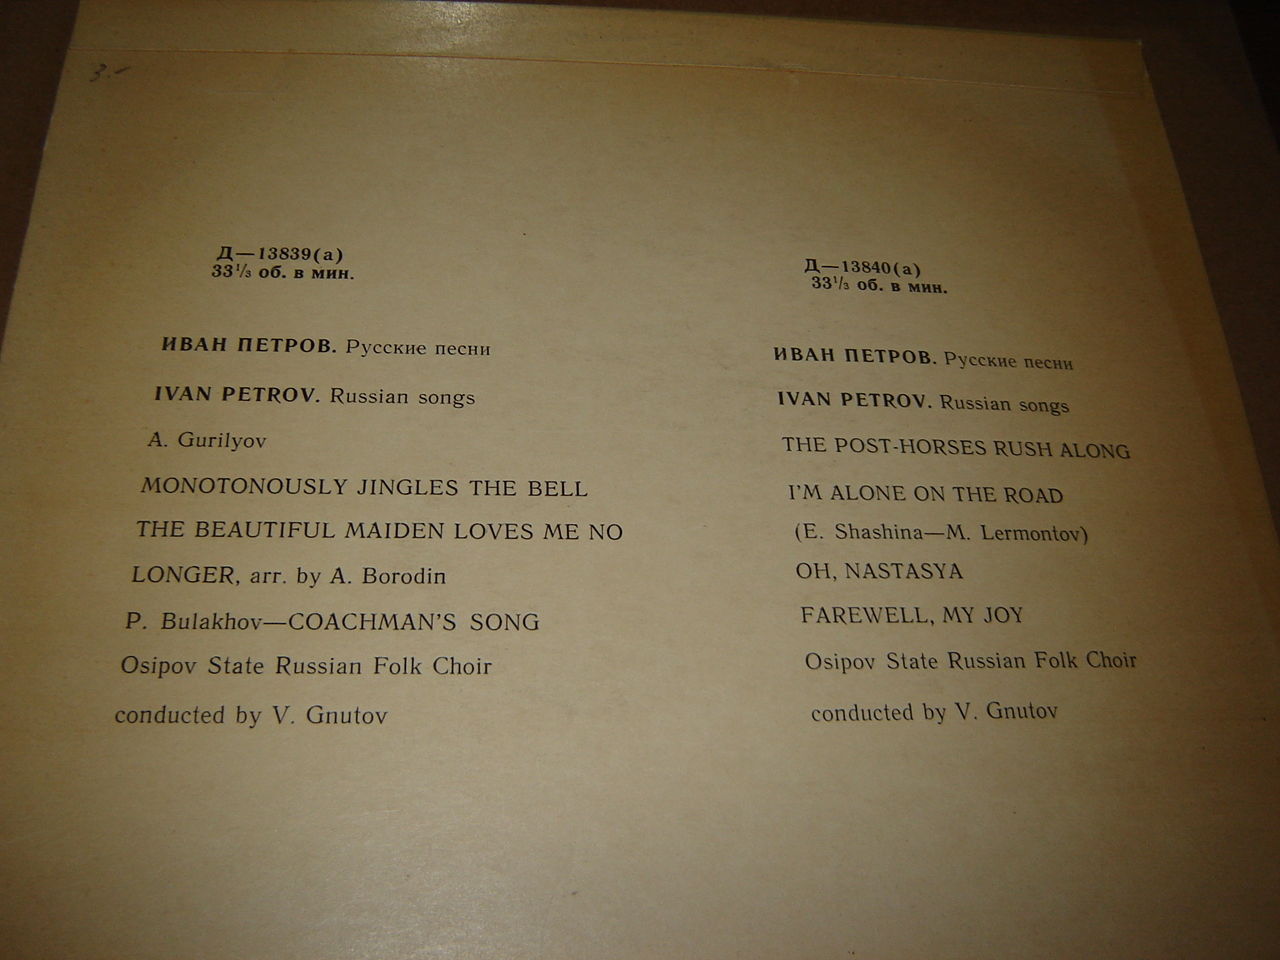 3.-
Д—13839(а)
33⅓ об. в мин.
ИВАН ПЕТРОВ. Русские песни
IVAN PETROV. Russian songs
A. Gurilyov
MONOTONOUSLY JINGLES THE BELL
THE BEAUTIFUL MAIDEN LOVES ME NO
LONGER, arr. by A. Borodin
P. Bulakhov—COACHMAN'S SONG
Osipov State Russian Folk Choir
conducted by V. Gnutov
Д—13840(а)
33⅓ об. в мин.
ИВАН ПЕТРОВ. Русские песни
IVAN PETROV. Russian songs
THE POST-HORSES RUSH ALONG
I'M ALONE ON THE ROAD
(E. Shashina—M. Lermontov)
OH, NASTASYA
FAREWELL, MY JOY
Osipov State Russian Folk Choir
conducted by V. Gnutov